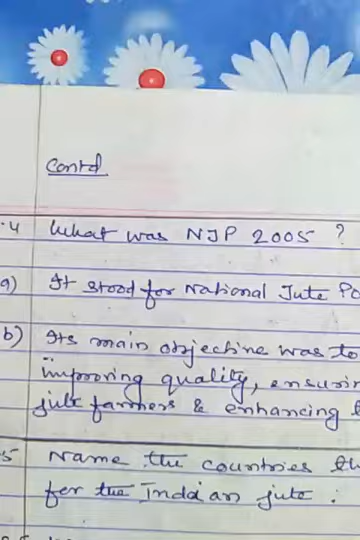 Contd
.4 What was NJP 2005 ?
a) It stood for National Jute Po
b) Its main objective was to
improving quality, ensuri
jute farmers & enhancing
5 Name the countries th
for the Indian jute :